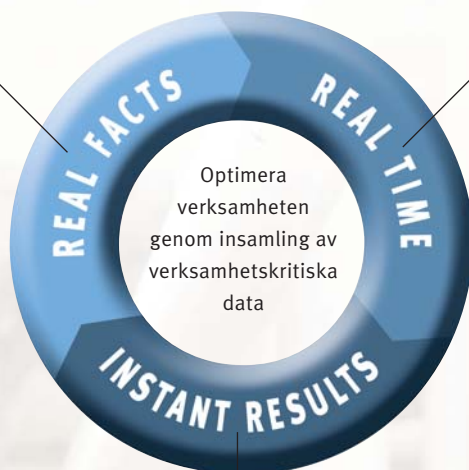 REAL FACTS
REAL TIME
Optimera
verksamheten
genom insamling av
verksamhetskritiska
data
INSTANT RESULTS